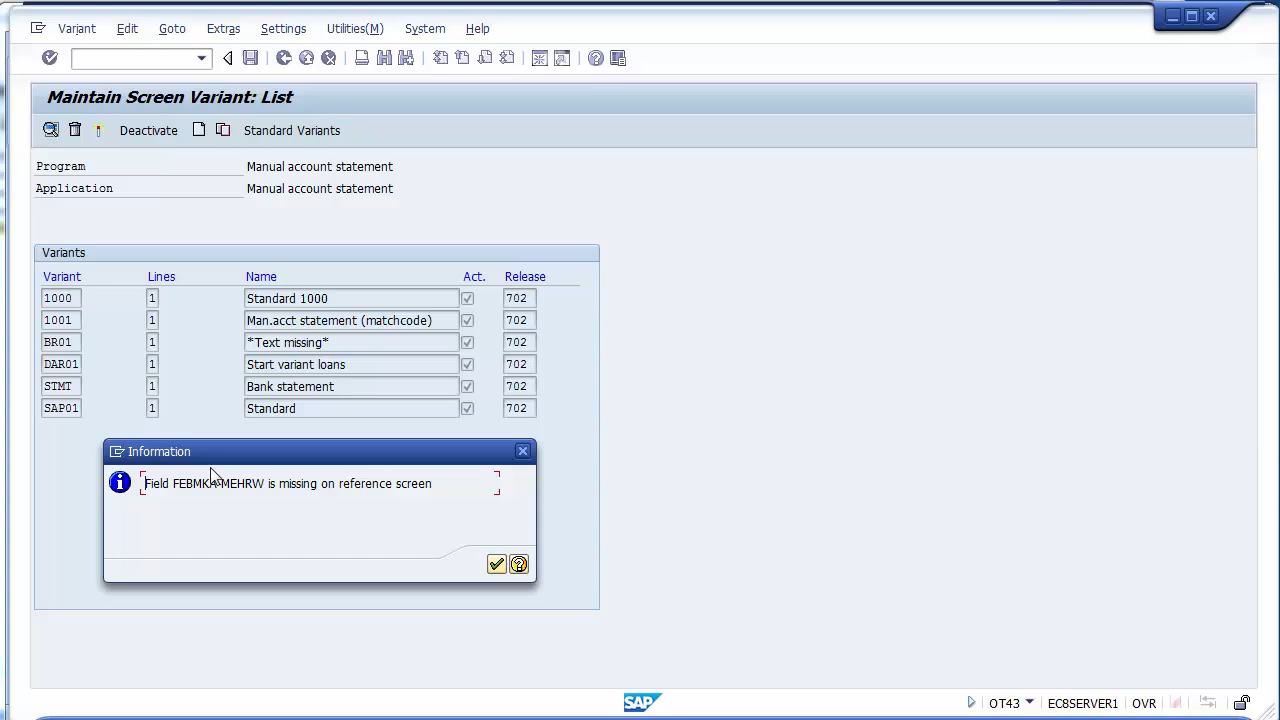 Variant Edit Goto Extras Settings Utilities(M) System Help
Maintain Screen Variant: List
Deactivate Standard Variants
Program Manual account statement
Application Manual account statement
Variants
Variant Lines Name Act. Release
1000 1 Standard 1000 702
1001 1 Man.acct statement (matchcode) 702
BR01 1 *Text missing* 702
DAR01 1 Start variant loans 702
STMT 1 Bank statement 702
SAP01 1 Standard 702
Information
Field FEBMKA-MEHRW is missing on reference screen
SAP OT43 EC8SERVER1 OVR